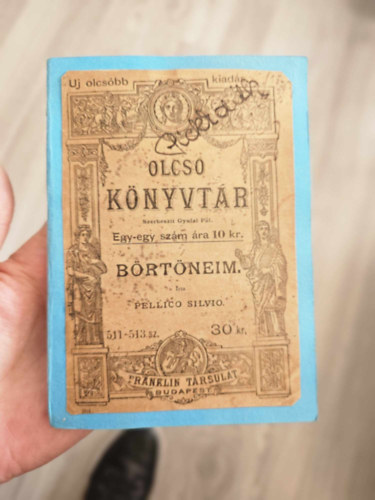 Uj olcsóbb kiadás
OLCSÓ
KÖNYVTÁR
Szerkeszti Gyulai Pál.
Egy-egy szám ára 10 kr.
BÖRTÖNEIM.
PELLICO SILVIO.
511-513 sz. 30 kr.
FRANKLIN TÁRSULAT
BUDAPEST